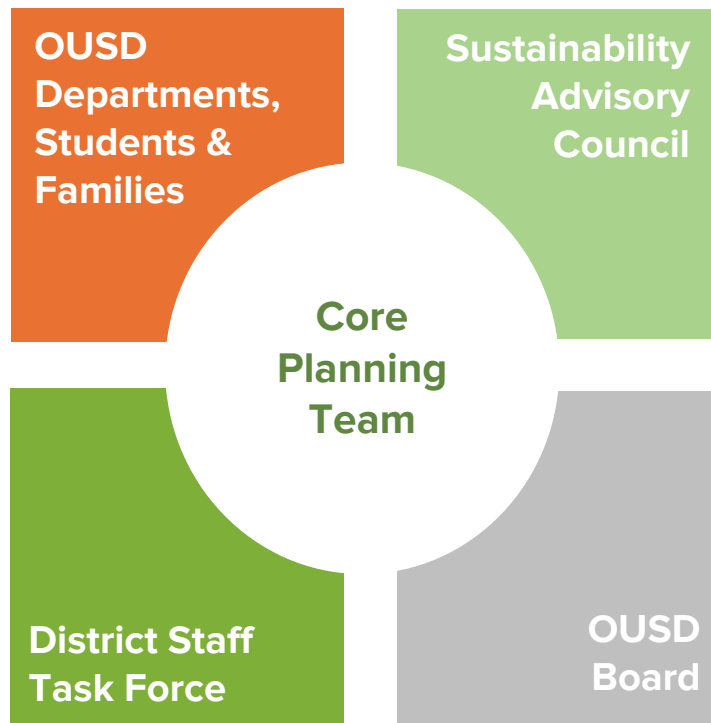 OUSD
Departments,
Students &
Families
Sustainability
Advisory
Council
Core
Planning
Team
District Staff
Task Force
OUSD
Board